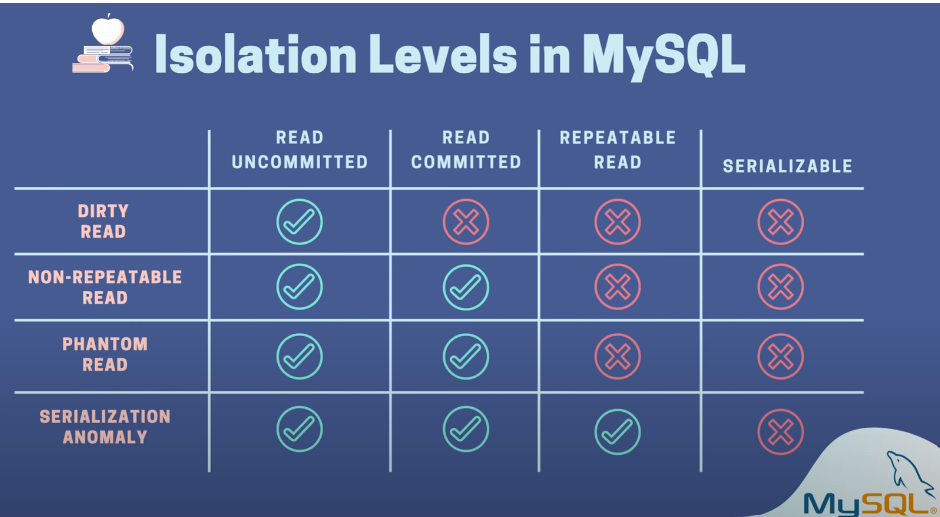 Isolation Levels in MySQL
READ
UNCOMMITTED
READ
COMMITTED
REPEATABLE
READ
SERIALIZABLE
DIRTY
READ
NON-REPEATABLE
READ
PHANTOM
READ
SERIALIZATION
ANOMALY
MySQL®